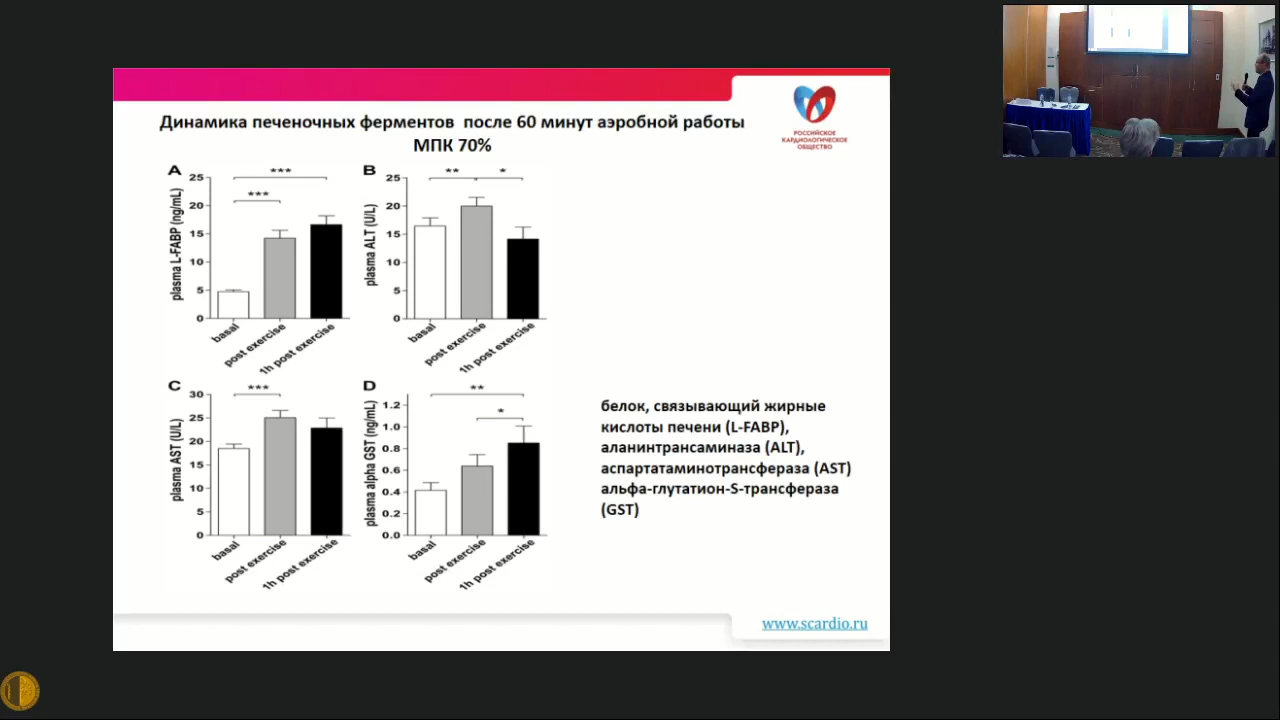 Динамика печеночных ферментов после 60 минут аэробной работы
МПК 70%
РОССИЙСКОЕ
КАРДИОЛОГИЧЕСКОЕ
ОБЩЕСТВО
A
plasma L-FABP (ng/mL)
25
20
15
10
5
0
***
***
basal
post exercise
1h post exercise
B
plasma ALT (U/L)
25
20
15
10
5
0
**
*
basal
post exercise
1h post exercise
C
plasma AST (U/L)
30
25
20
15
10
5
0
***
basal
post exercise
1h post exercise
D
plasma alpha GST (ng/mL)
1.2
1.0
0.8
0.6
0.4
0.2
0.0
**
*
basal
post exercise
1h post exercise
белок, связывающий жирные
кислоты печени (L-FABP),
аланинтрансаминаза (ALT),
аспартатаминотрансфераза (AST)
альфа-глутатион-S-трансфераза
(GST)
www.scardio.ru